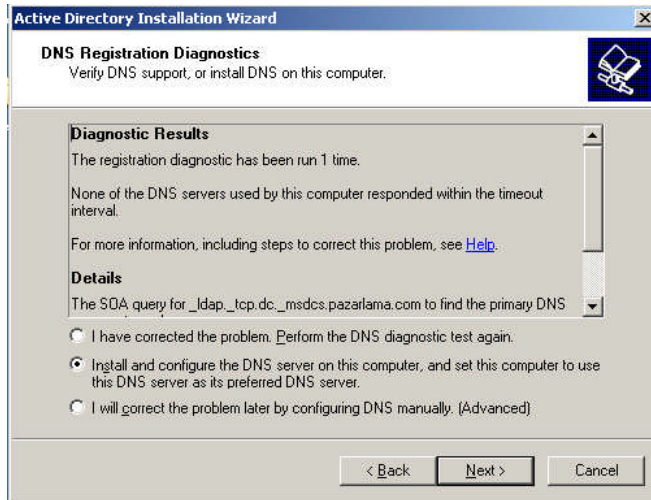 Active Directory Installation Wizard
DNS Registration Diagnostics
Verify DNS support, or install DNS on this computer.
Diagnostic Results
The registration diagnostic has been run 1 time.
None of the DNS servers used by this computer responded within the timeout
interval.
For more information, including steps to correct this problem, see Help.
Details
The SOA query for _ldap._tcp.dc._msdcs.pazarlama.com to find the primary DNS
I have corrected the problem. Perform the DNS diagnostic test again.
Install and configure the DNS server on this computer, and set this computer to use
this DNS server as its preferred DNS server.
I will correct the problem later by configuring DNS manually. (Advanced)
< Back
Next >
Cancel